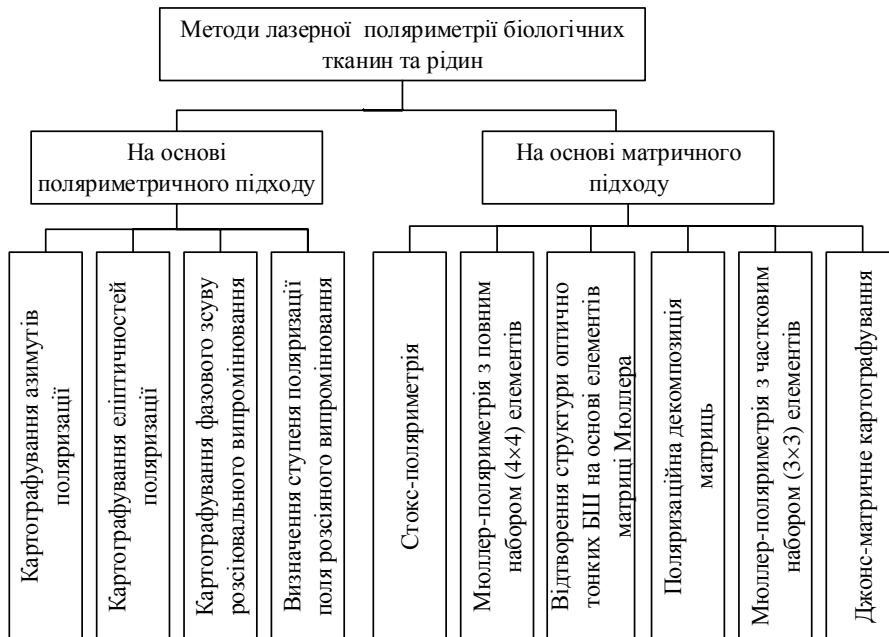 Методи лазерної поляриметрії біологічних
тканин та рідин
На основі
поляриметричного підходу
На основі матричного
підходу
Картографування азимутів
поляризації
Картографування еліптичностей
поляризації
Картографування фазового зсуву
розсіювального випромінювання
Визначення ступеня поляризації
поля розсіяного випромінювання
Стокс-поляриметрія
Мюллер-поляриметрія з повним
набором (4×4) елементів
Відтворення структури оптично
тонких БШ на основі елементів
матриці Мюллера
Поляризаційна декомпозиція
матриць
Мюллер-поляриметрія з частковим
набором (3×3) елементів
Джонс-матричне картографування